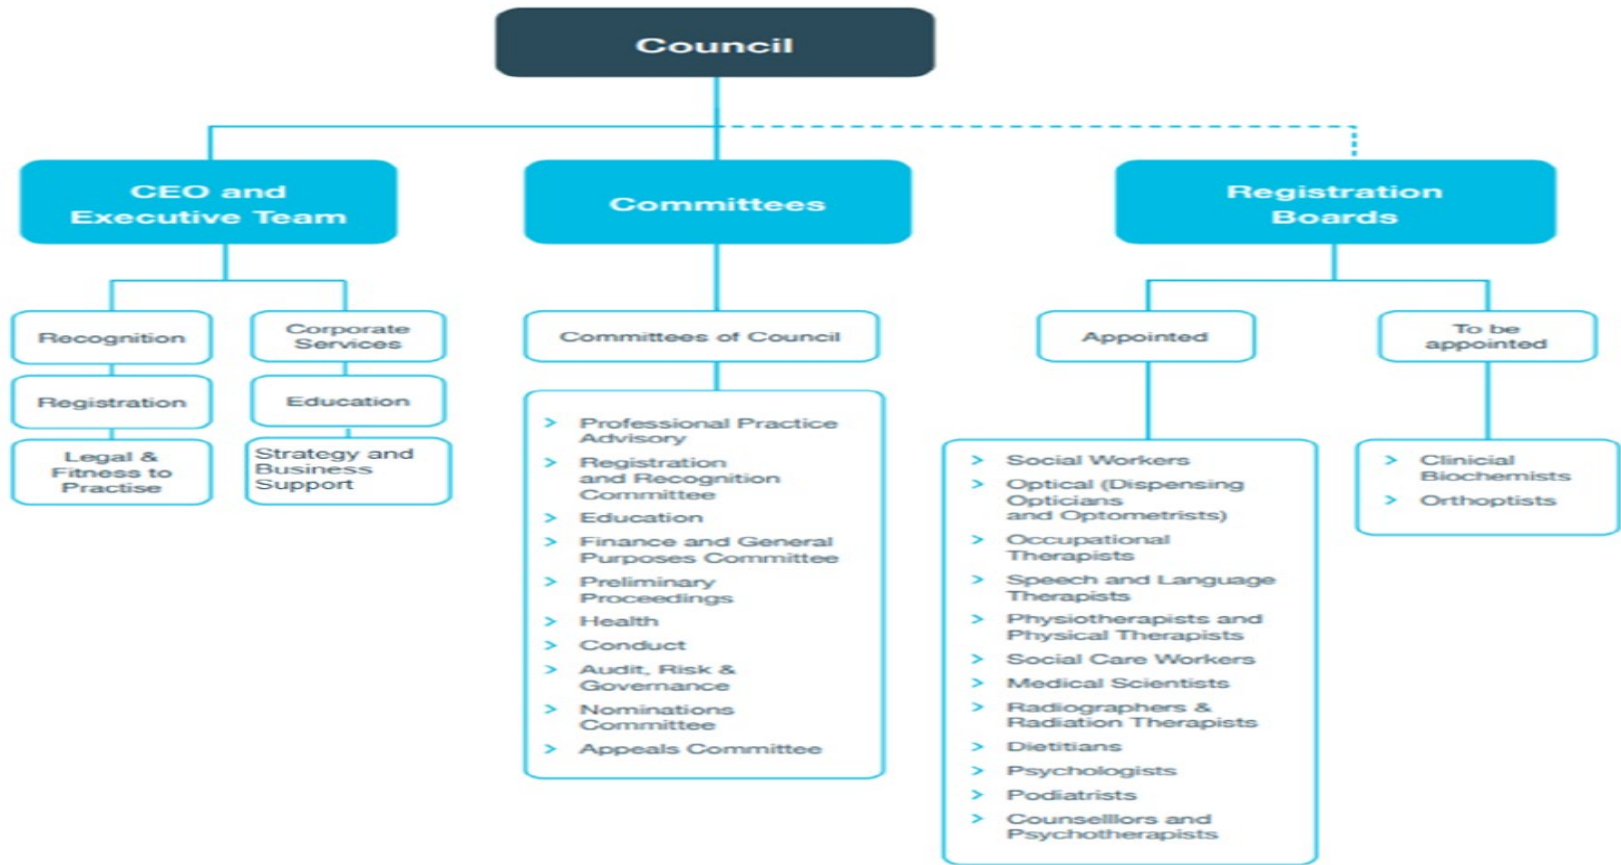 Council
CEO and
Executive Team
Committees
Registration
Boards
Recognition
Registration
Legal &
Fitness to
Practise
Corporate
Services
Education
Strategy and
Business
Support
Committees of Council
> Professional Practice
Advisory
> Registration
and Recognition
Committee
> Education
> Finance and General
Purposes Committee
> Preliminary
Proceedings
> Health
> Conduct
> Audit, Risk &
Governance
> Nominations
Committee
> Appeals Committee
Appointed
> Social Workers
> Optical (Dispensing
Opticians
and Optometrists)
> Occupational
Therapists
> Speech and Language
Therapists
> Physiotherapists and
Physical Therapists
> Social Care Workers
> Medical Scientists
> Radiographers &
Radiation Therapists
> Dietitians
> Psychologists
> Podiatrists
> Counselllors and
Psychotherapists
To be
appointed
> Clinicial
Biochemists
> Orthoptists